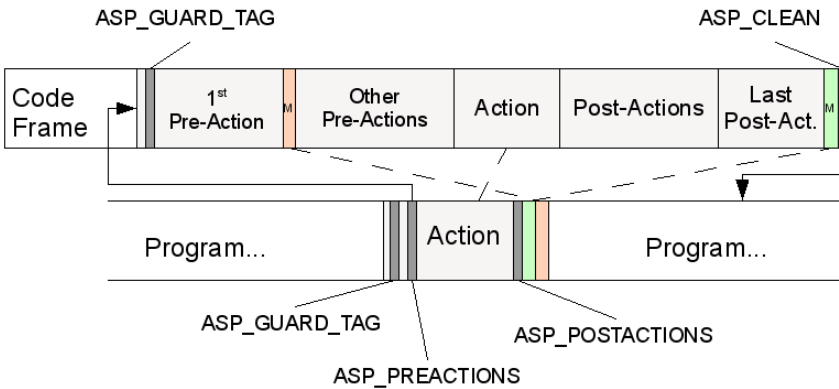 ASP_GUARD_TAG
ASP_CLEAN
Code
Frame
1st
Pre-Action
M
Other
Pre-Actions
Action
Post-Actions
Last
Post-Act.
M
Program...
Action
Program...
ASP_GUARD_TAG
ASP_POSTACTIONS
ASP_PREACTIONS